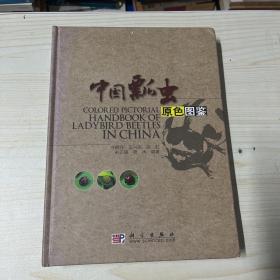 中国瓢虫
原色图鉴
COLORED PICTORIAL
HANDBOOK OF
LADYBIRD BEETLES
IN CHINA
科学出版社